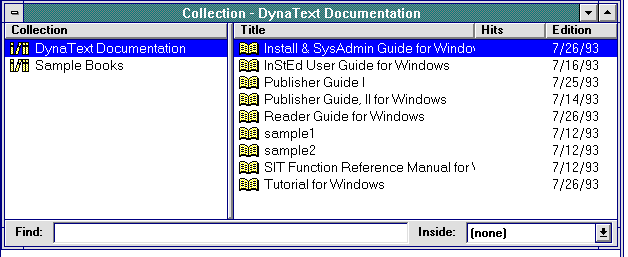 Collection - DynaText Documentation
Collection Title Hits Edition
DynaText Documentation Install & SysAdmin Guide for Window 7/26/93
Sample Books InStEd User Guide for Windows 7/16/93
Publisher Guide I 7/25/93
Publisher Guide, II for Windows 7/14/93
Reader Guide for Windows 7/26/93
sample1 7/12/93
sample2 7/12/93
SIT Function Reference Manual for 7/12/93
Tutorial for Windows 7/26/93
Find: Inside: (none)